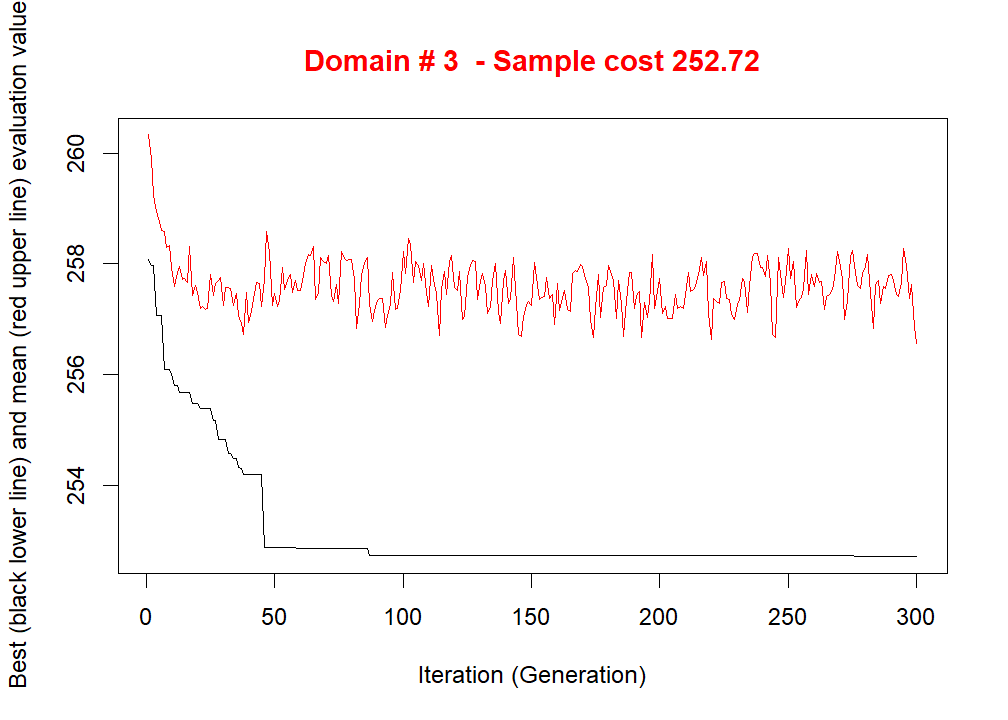 Domain # 3  - Sample cost 252.72
Best (black lower line) and mean (red upper line) evaluation value
260
258
256
254
0 50 100 150 200 250 300
Iteration (Generation)